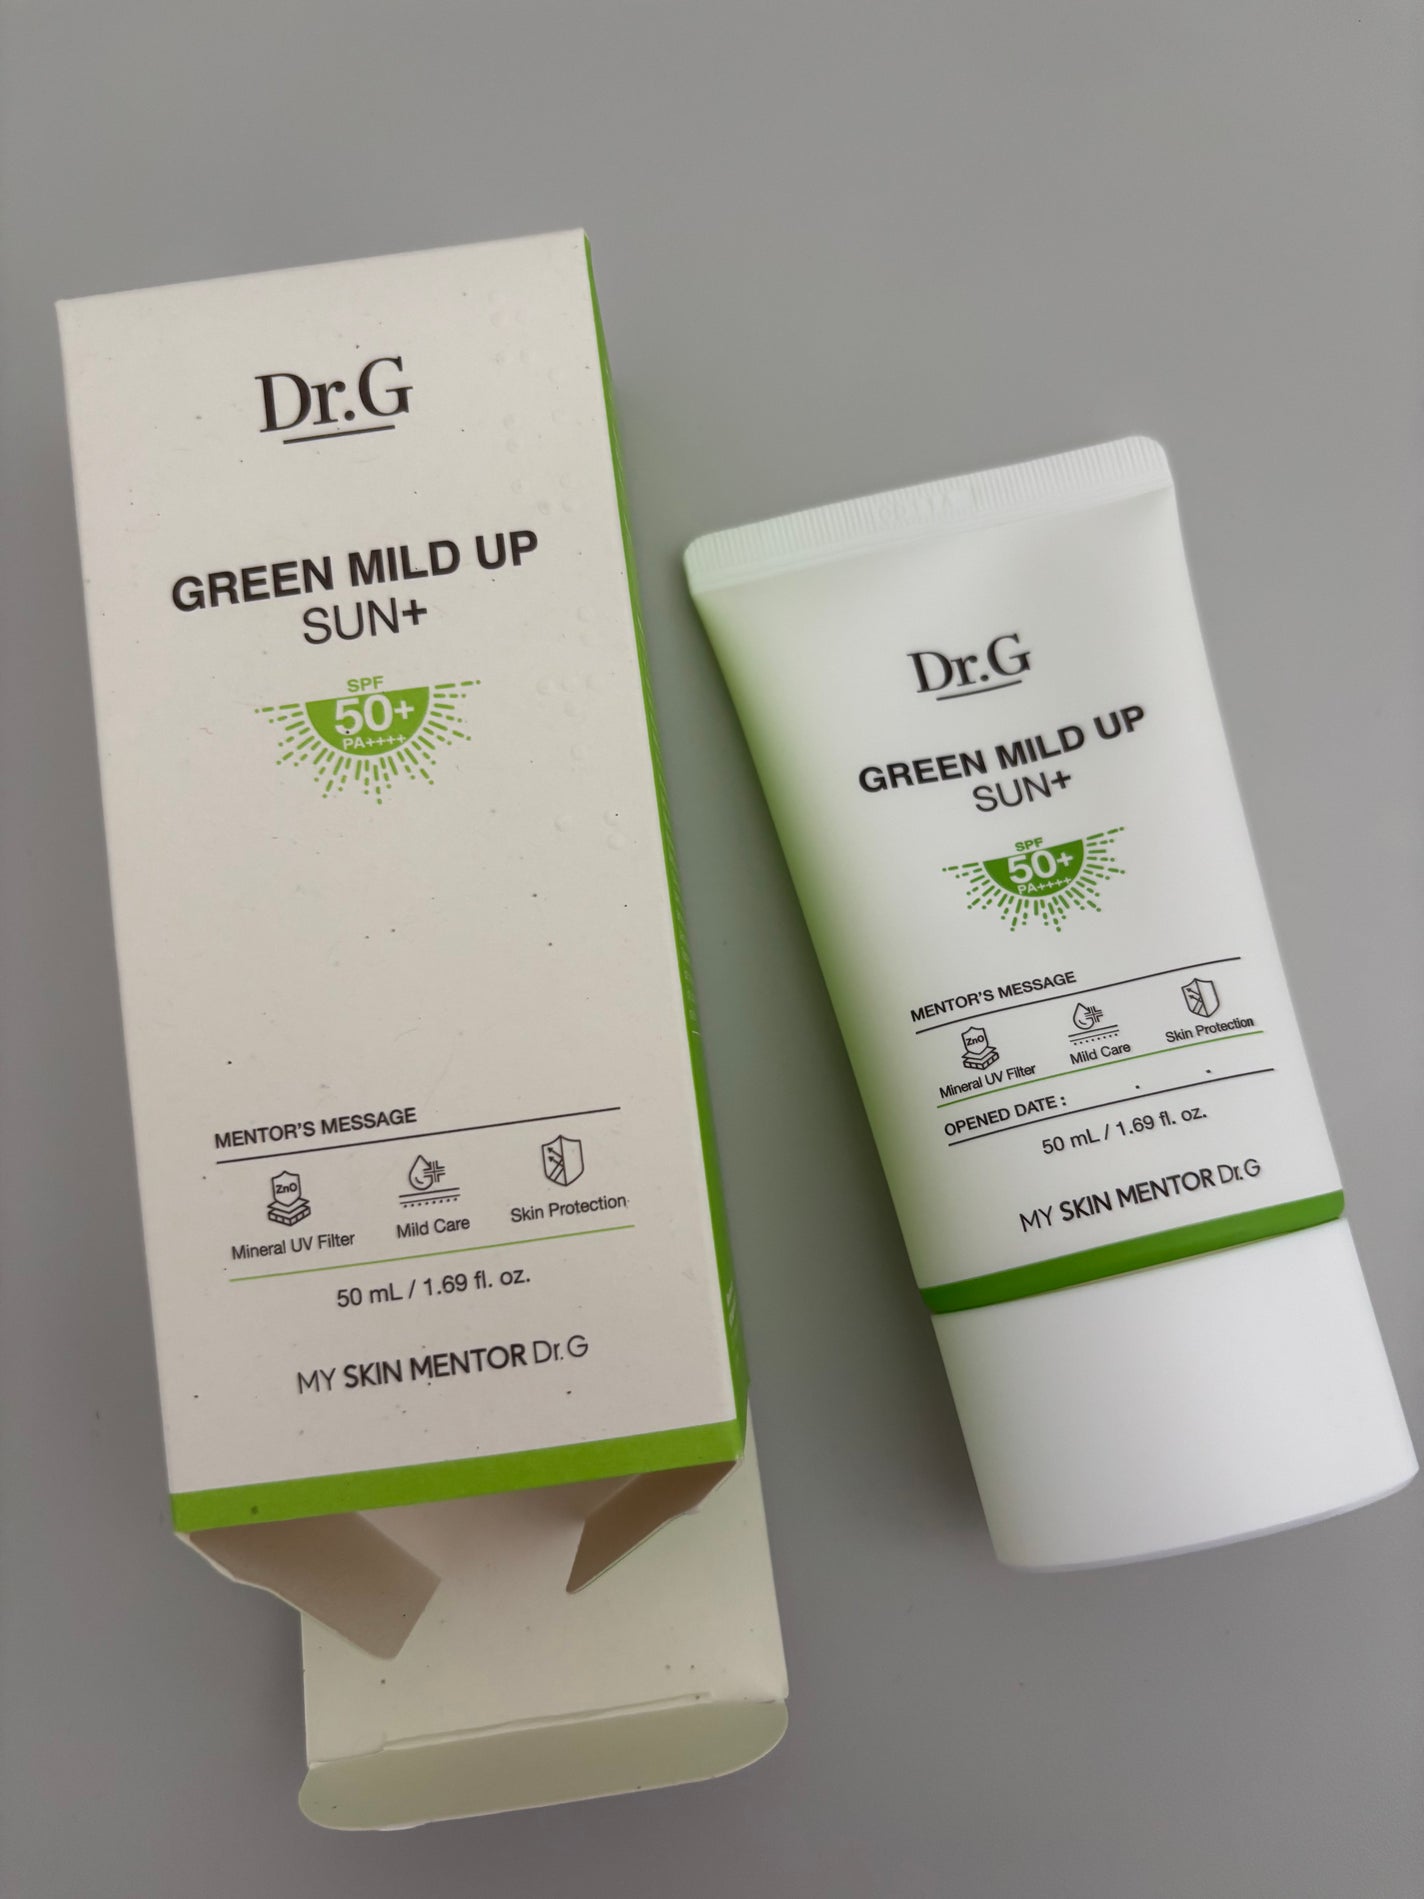 Dr.G
GREEN MILD UP
SUN+
SPF
50+
PA++++
MENTOR'S MESSAGE
ZnO
Mineral UV Filter
Mild Care
Skin Protection
50 mL / 1.69 fl. oz.
MY SKIN MENTOR Dr.G
Dr.G
GREEN MILD UP
SUN+
SPF
50+
PA++++
MENTOR'S MESSAGE
ZnO
Mineral UV Filter
Mild Care
Skin Protection
OPENED DATE : . .
50 mL / 1.69 fl. oz.
MY SKIN MENTOR Dr.G